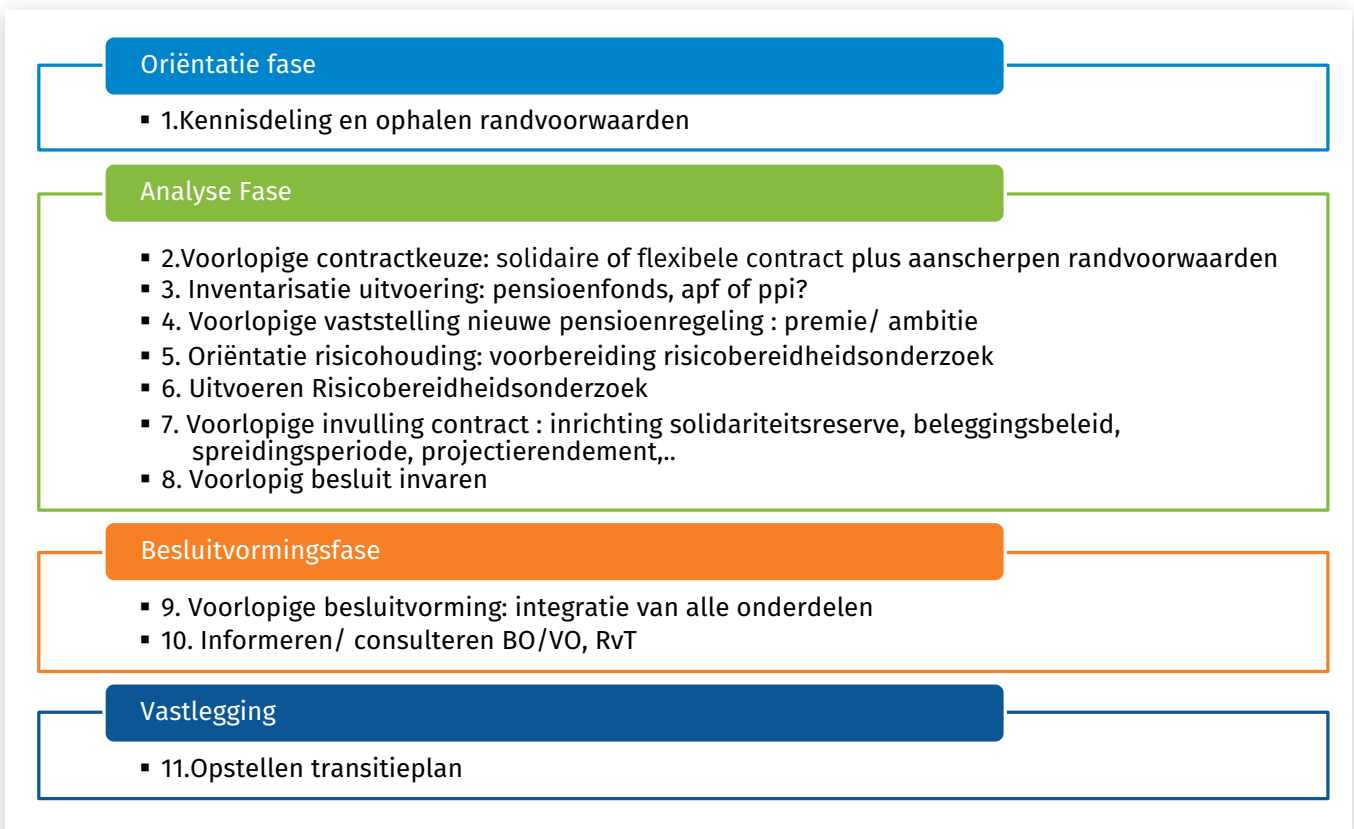 Oriëntatie fase
▪ 1.Kennisdeling en ophalen randvoorwaarden
Analyse Fase
▪ 2.Voorlopige contractkeuze: solidaire of flexibele contract plus aanscherpen randvoorwaarden
▪ 3. Inventarisatie uitvoering: pensioenfonds, apf of ppi?
▪ 4. Voorlopige vaststelling nieuwe pensioenregeling : premie/ ambitie
▪ 5. Oriëntatie risicohouding: voorbereiding risicobereidheidsonderzoek
▪ 6. Uitvoeren Risicobereidheidsonderzoek
▪ 7. Voorlopige invulling contract : inrichting solidariteitsreserve, beleggingsbeleid,
spreidingsperiode, projectierendement,..
▪ 8. Voorlopig besluit invaren
Besluitvormingsfase
▪ 9. Voorlopige besluitvorming: integratie van alle onderdelen
▪ 10. Informeren/ consulteren BO/VO, RvT
Vastlegging
▪ 11.Opstellen transitieplan